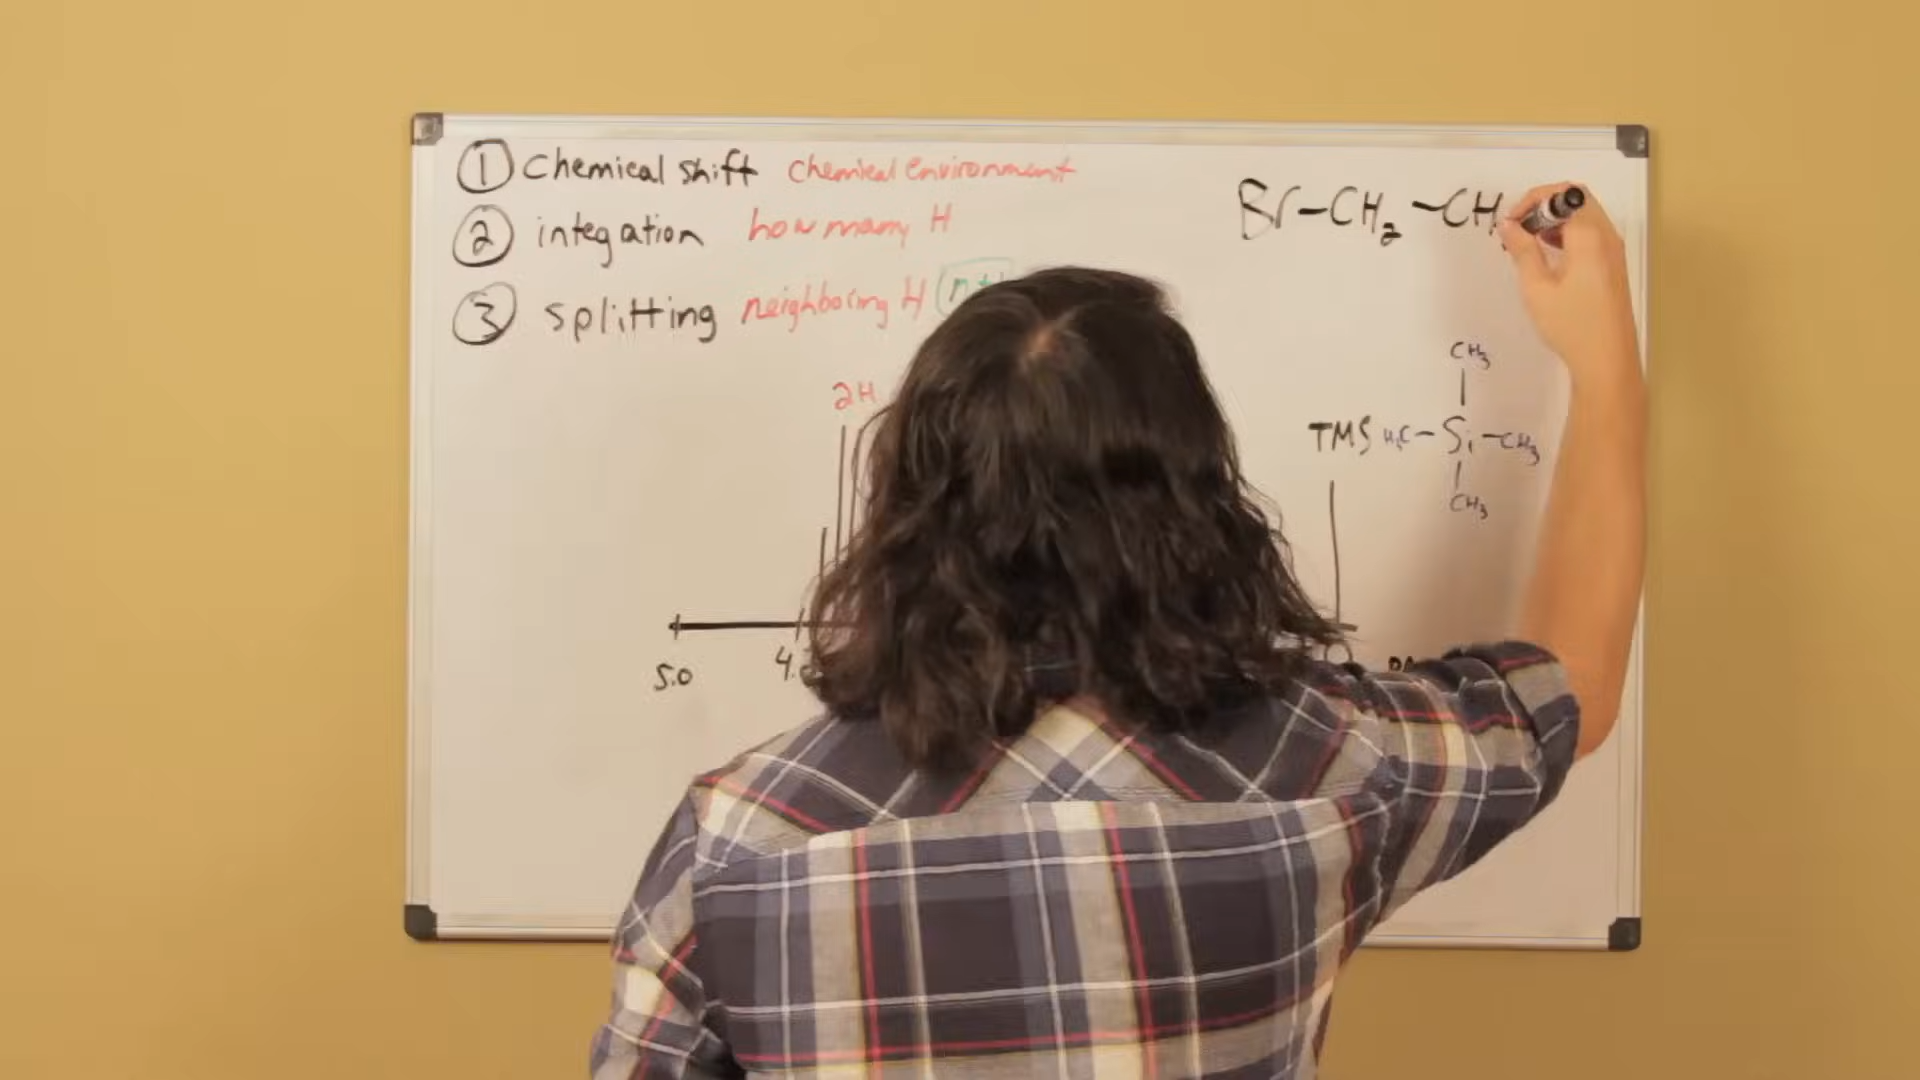 ① Chemical shift chemical environment
② integation how many H
③ splitting neighboring H
Br-CH2-CH
2H
CH3
TMS H3C-Si-CH3
CH3
5.0